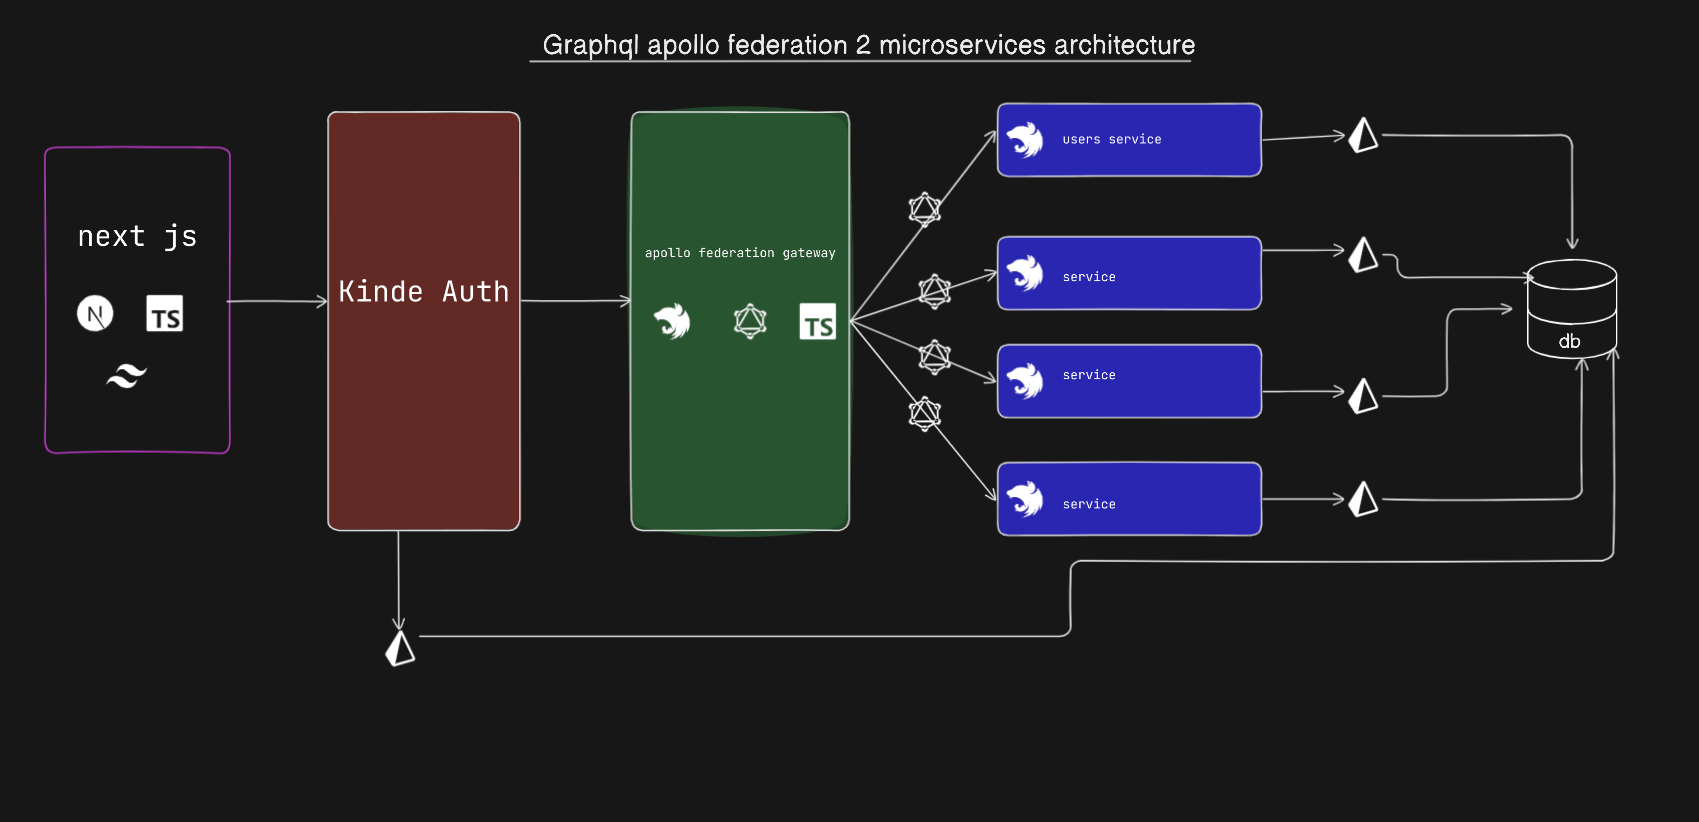 Graphql apollo federation 2 microservices architecture
next js
N
TS
Kinde Auth
apollo federation gateway
TS
users service
service
service
service
db